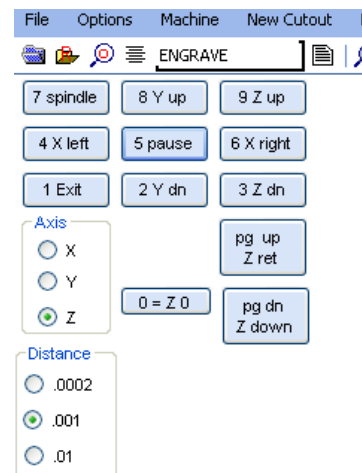 File Options Machine New Cutout
ENGRAVE
7 spindle 8 Y up 9 Z up
4 X left 5 pause 6 X right
1 Exit 2 Y dn 3 Z dn
Axis
X
Y
Z
pg up
Z ret
0 = Z 0
pg dn
Z down
Distance
.0002
.001
.01